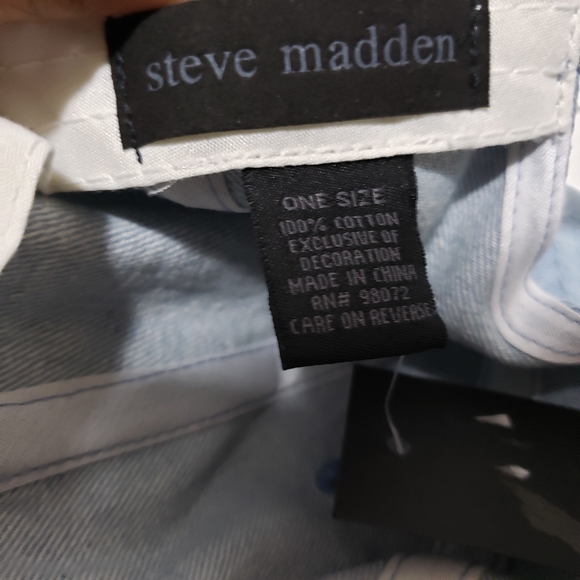 steve madden
ONE SIZE
100% COTTON
EXCLUSIVE OF
DECORATION
MADE IN CHINA
RN# 98072
CARE ON REVERSE